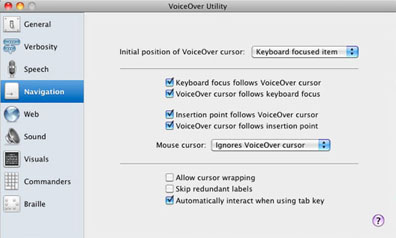 VoiceOver Utility
General
Verbosity
Speech
Navigation
Web
Sound
Visuals
Commanders
Braille
Initial position of VoiceOver cursor: Keyboard focused item
Keyboard focus follows VoiceOver cursor
VoiceOver cursor follows keyboard focus
Insertion point follows VoiceOver cursor
VoiceOver cursor follows insertion point
Mouse cursor: Ignores VoiceOver cursor
Allow cursor wrapping
Skip redundant labels
Automatically interact when using tab key
?